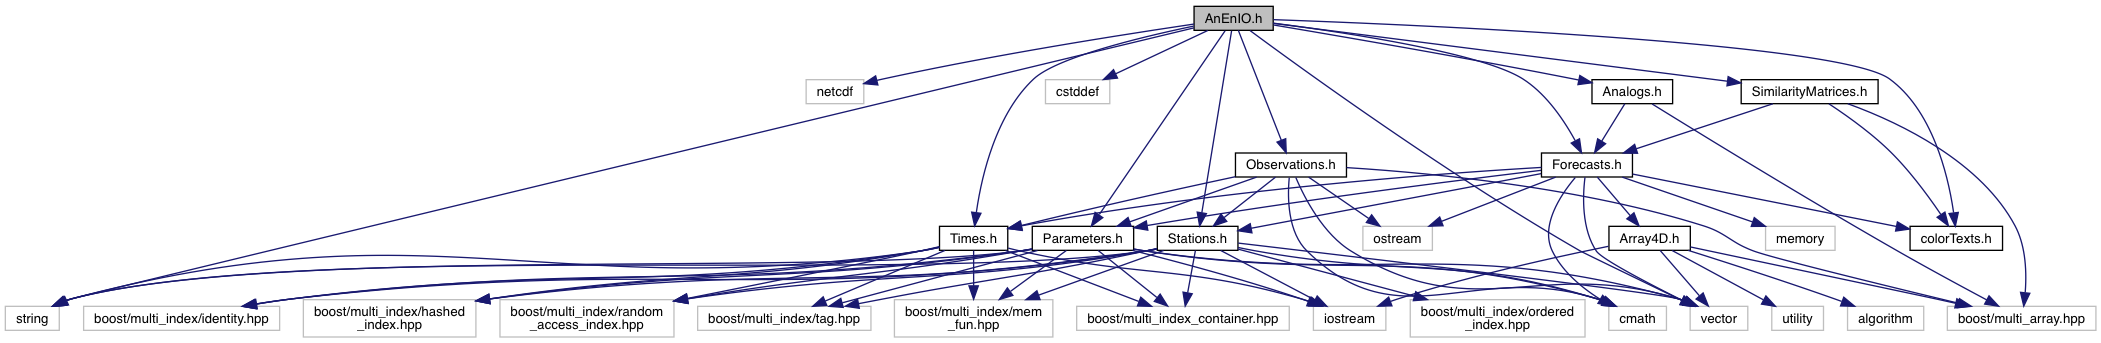 AnEnIO.h
netcdf
cstddef
Analogs.h
SimilarityMatrices.h
Observations.h
Forecasts.h
Times.h
Parameters.h
Stations.h
ostream
Array4D.h
memory
colorTexts.h
string
boost/multi_index/identity.hpp
boost/multi_index/hashed
_index.hpp
boost/multi_index/random
_access_index.hpp
boost/multi_index/tag.hpp
boost/multi_index/mem
_fun.hpp
boost/multi_index_container.hpp
iostream
boost/multi_index/ordered
_index.hpp
cmath
vector
utility
algorithm
boost/multi_array.hpp